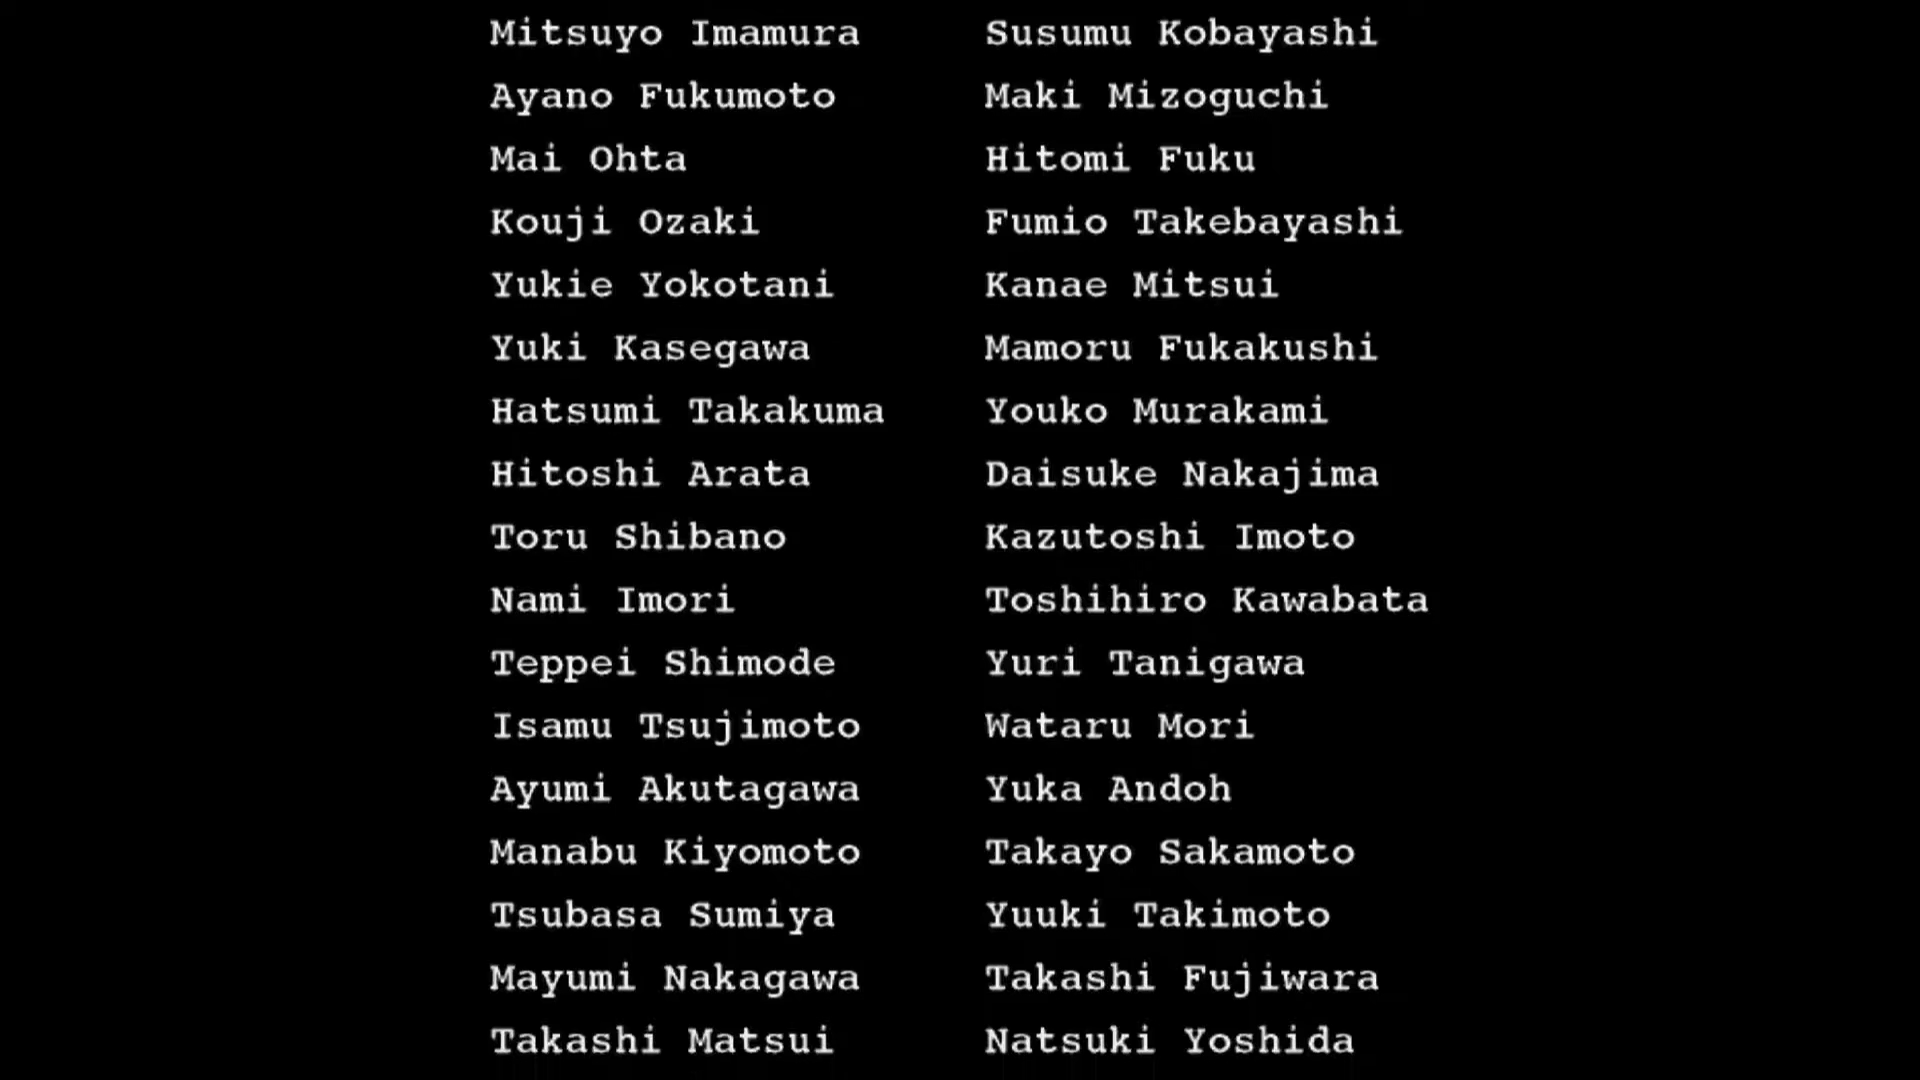 Mitsuyo Imamura Susumu Kobayashi
Ayano Fukumoto Maki Mizoguchi
Mai Ohta Hitomi Fuku
Kouji Ozaki Fumio Takebayashi
Yukie Yokotani Kanae Mitsui
Yuki Kasegawa Mamoru Fukakushi
Hatsumi Takakuma Youko Murakami
Hitoshi Arata Daisuke Nakajima
Toru Shibano Kazutoshi Imoto
Nami Imori Toshihiro Kawabata
Teppei Shimode Yuri Tanigawa
Isamu Tsujimoto Wataru Mori
Ayumi Akutagawa Yuka Andoh
Manabu Kiyomoto Takayo Sakamoto
Tsubasa Sumiya Yuuki Takimoto
Mayumi Nakagawa Takashi Fujiwara
Takashi Matsui Natsuki Yoshida